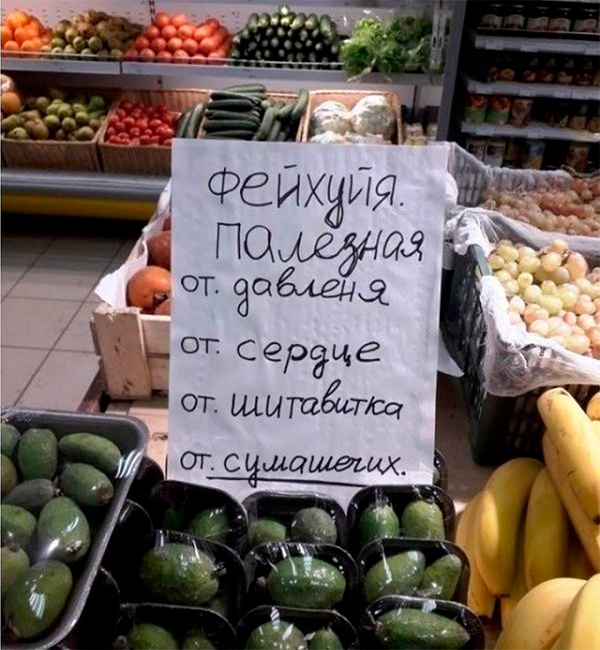 Фейхуйя.
Палезная
от. давленя
от. сердце
от. шитавитка
от. сумашечих.